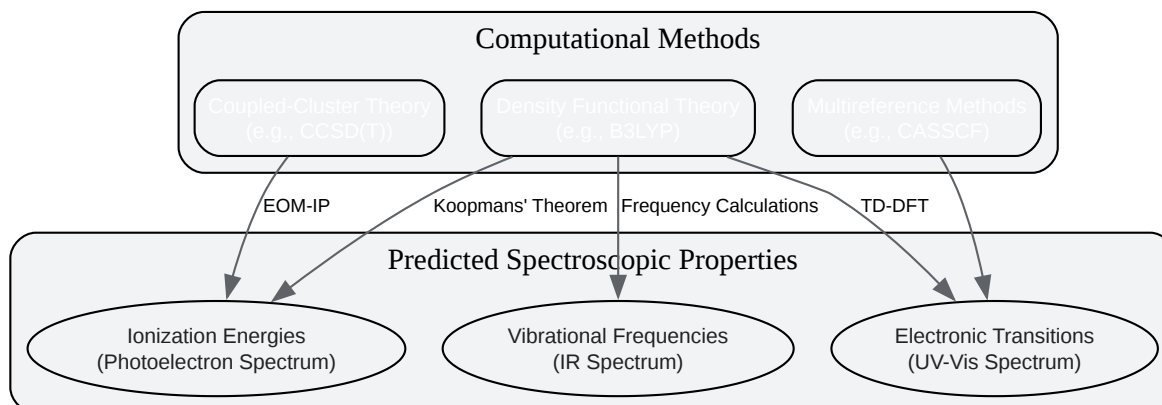 Computational Methods
Coupled-Cluster Theory
(e.g., CCSD(T))
Density Functional Theory
(e.g., B3LYP)
Multireference Methods
(e.g., CASSCF)
EOM-IP
Koopmans' Theorem
Frequency Calculations
TD-DFT
Predicted Spectroscopic Properties
Ionization Energies
(Photoelectron Spectrum)
Vibrational Frequencies
(IR Spectrum)
Electronic Transitions
(UV-Vis Spectrum)